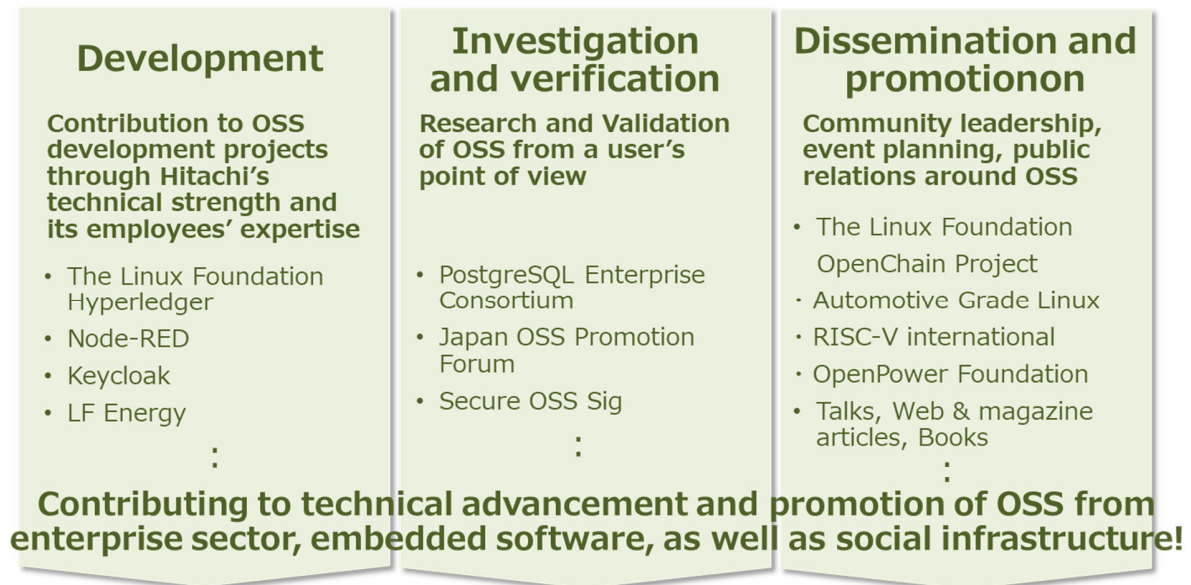 Development
Contribution to OSS
development projects
through Hitachi's
technical strength and
its employees' expertise
• The Linux Foundation
Hyperledger
• Node-RED
• Keycloak
• LF Energy
:
Investigation
and verification
Research and Validation
of OSS from a user's
point of view
• PostgreSQL Enterprise
Consortium
• Japan OSS Promotion
Forum
• Secure OSS Sig
:
Dissemination and
promotionon
Community leadership,
event planning, public
relations around OSS
• The Linux Foundation
OpenChain Project
・Automotive Grade Linux
・RISC-V international
・OpenPower Foundation
• Talks, Web & magazine
articles, Books
:
Contributing to technical advancement and promotion of OSS from
enterprise sector, embedded software, as well as social infrastructure!